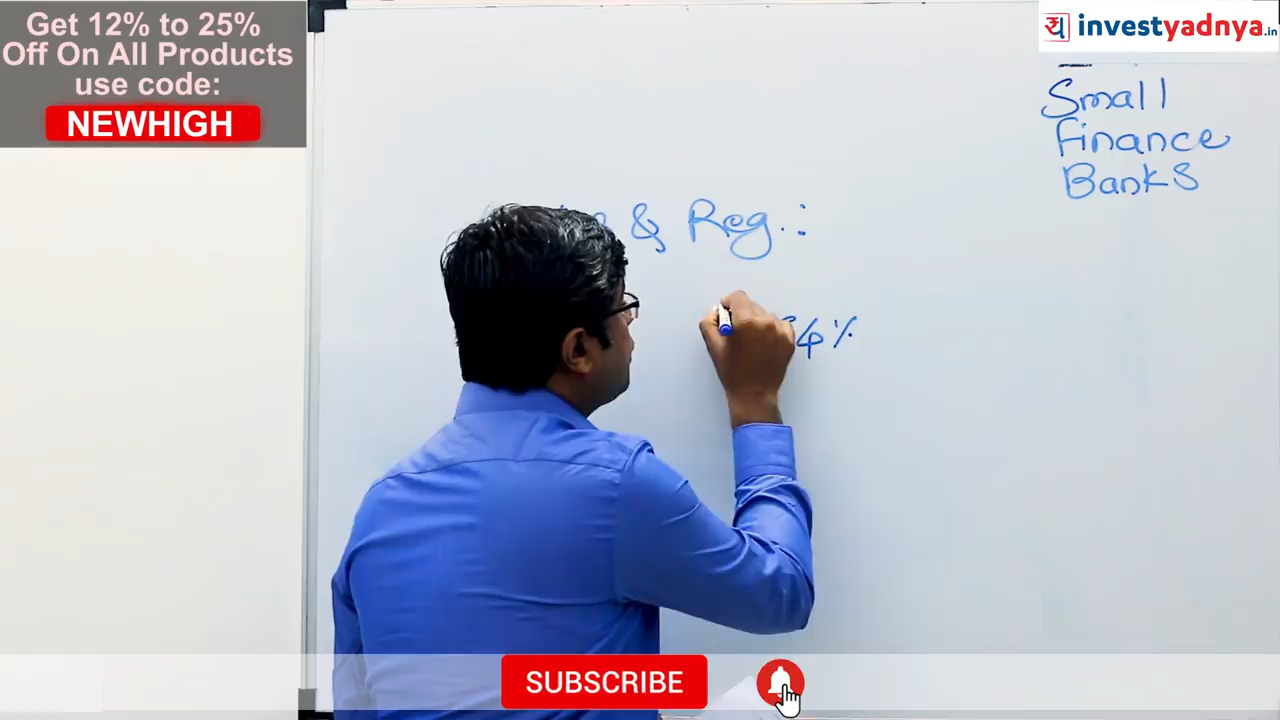 Get 12% to 25%
Off On All Products
use code:
NEWHIGH
यु investyadnya.in
Small
Finance
Banks
& Reg.:
4%
SUBSCRIBE